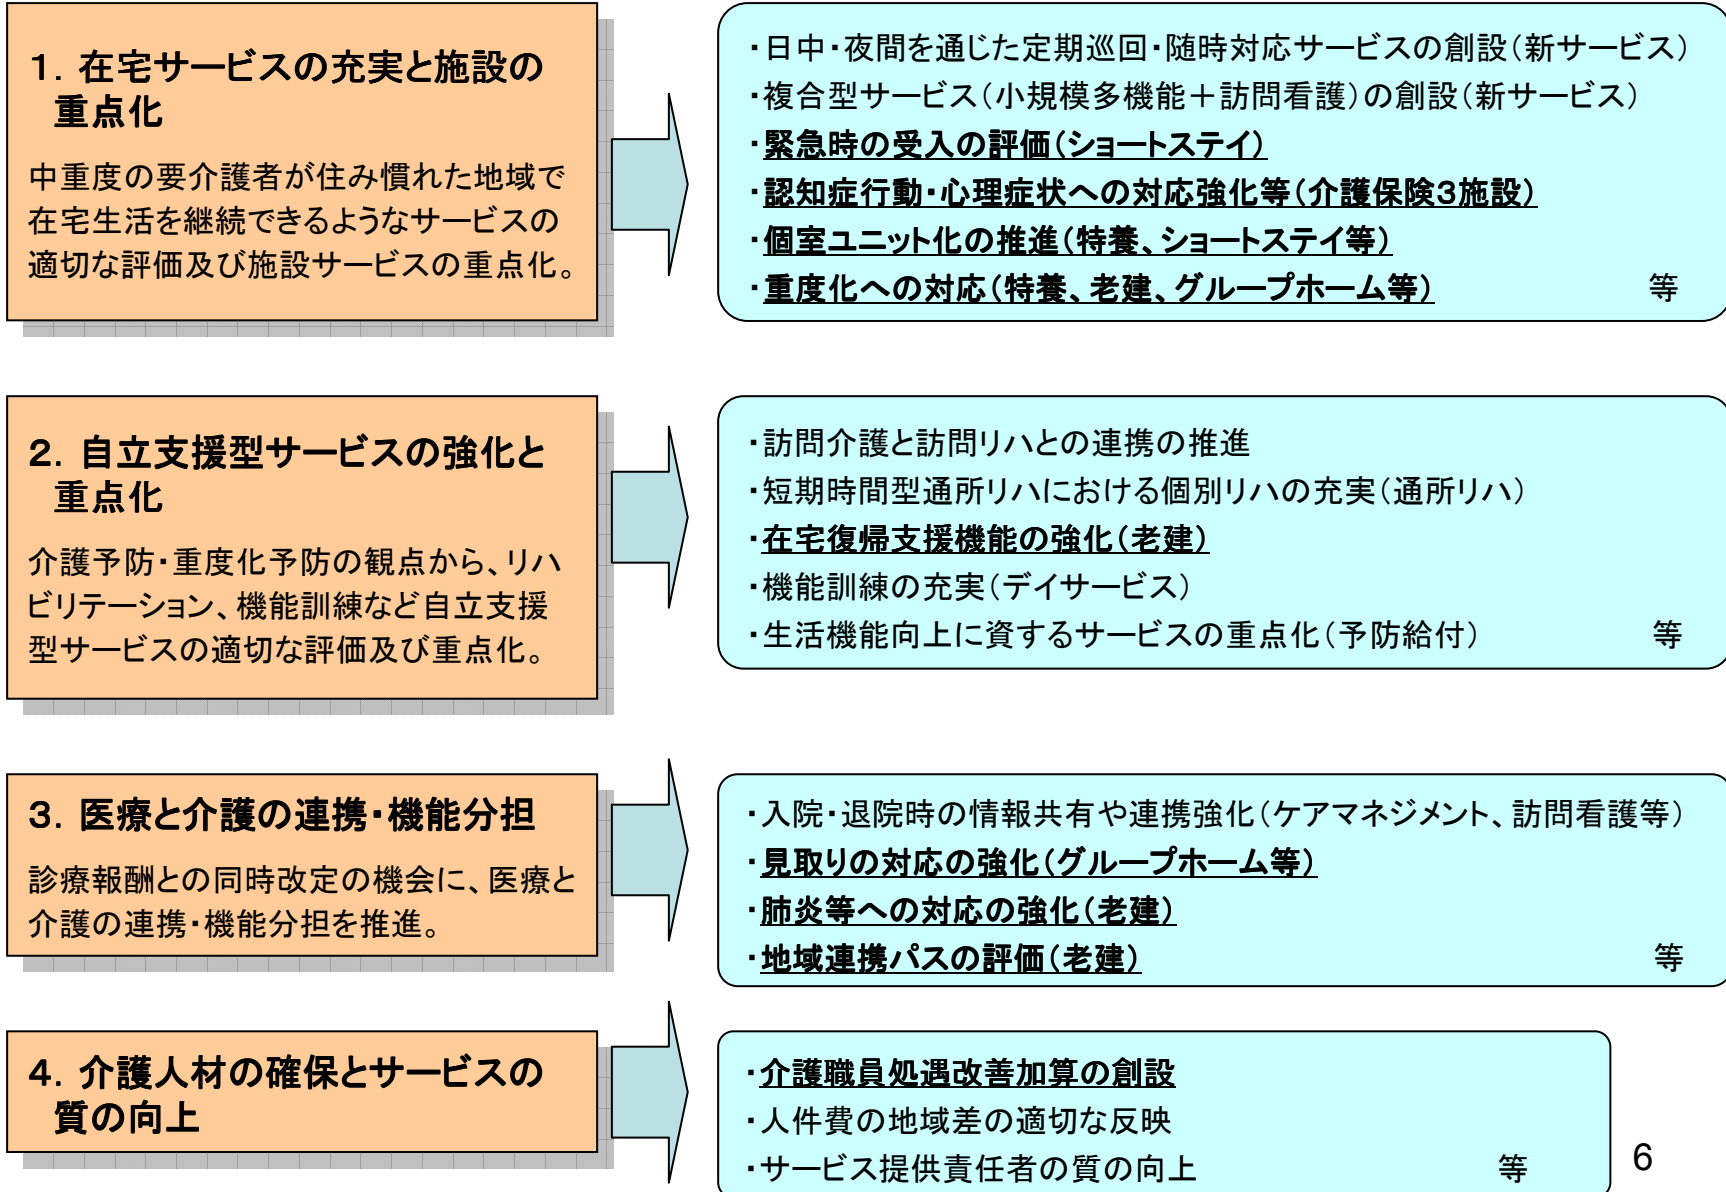 1．在宅サービスの充実と施設の
重点化
中重度の要介護者が住み慣れた地域で
在宅生活を継続できるようなサービスの
適切な評価及び施設サービスの重点化。
・日中・夜間を通じた定期巡回・随時対応サービスの創設（新サービス）
・複合型サービス（小規模多機能＋訪問看護）の創設（新サービス）
・緊急時の受入の評価（ショートステイ）
・認知症行動・心理症状への対応強化等（介護保険3施設）
・個室ユニット化の推進（特養、ショートステイ等）
・重度化への対応（特養、老建、グループホーム等） 等
2．自立支援型サービスの強化と
重点化
介護予防・重度化予防の観点から、リハ
ビリテーション、機能訓練など自立支援
型サービスの適切な評価及び重点化。
・訪問介護と訪問リハとの連携の推進
・短期時間型通所リハにおける個別リハの充実（通所リハ）
・在宅復帰支援機能の強化（老建）
・機能訓練の充実（デイサービス）
・生活機能向上に資するサービスの重点化（予防給付） 等
3．医療と介護の連携・機能分担
診療報酬との同時改定の機会に、医療と
介護の連携・機能分担を推進。
・入院・退院時の情報共有や連携強化（ケアマネジメント、訪問看護等）
・見取りの対応の強化（グループホーム等）
・肺炎等への対応の強化（老建）
・地域連携パスの評価（老建） 等
4．介護人材の確保とサービスの
質の向上
・介護職員処遇改善加算の創設
・人件費の地域差の適切な反映
・サービス提供責任者の質の向上 等
6